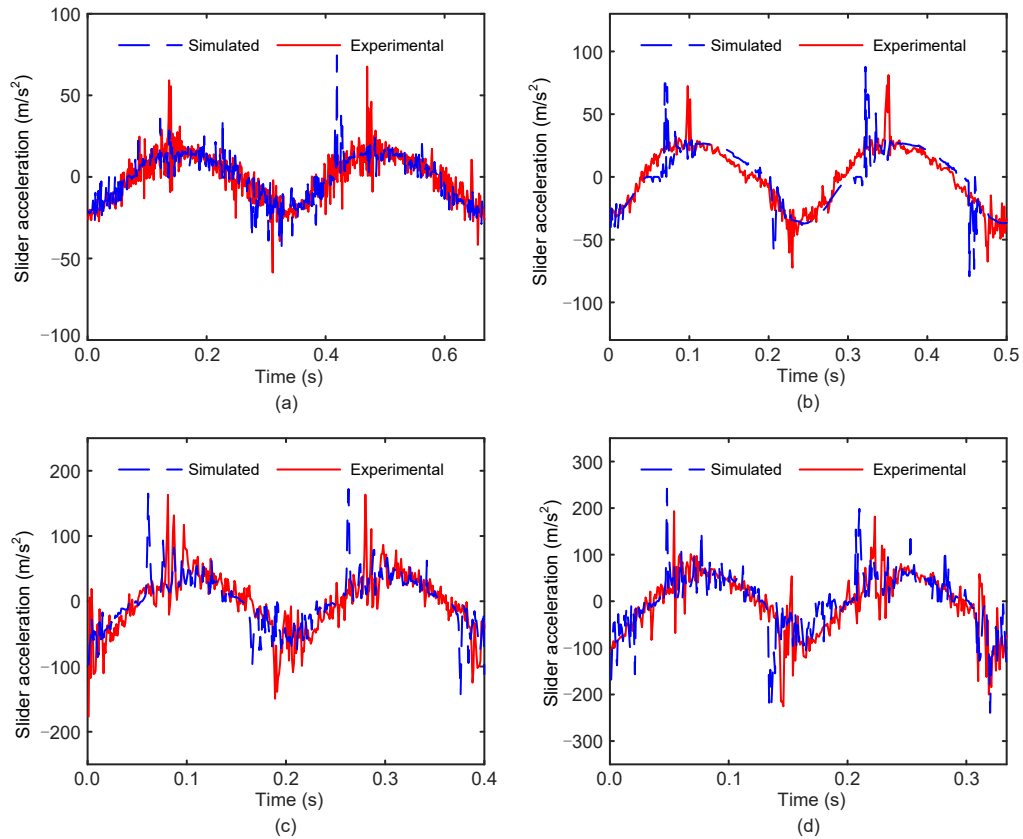 Simulated Experimental
Slider acceleration (m/s²)
100
50
0
−50
−100
0.0 0.2 0.4 0.6
Time (s)
(a)
Simulated Experimental
Slider acceleration (m/s²)
100
50
0
−50
−100
0 0.1 0.2 0.3 0.4 0.5
Time (s)
(b)
Simulated Experimental
Slider acceleration (m/s²)
200
100
0
−100
−200
0.0 0.1 0.2 0.3 0.4
Time (s)
(c)
Simulated Experimental
Slider acceleration (m/s²)
300
200
100
0
−100
−200
−300
0.0 0.1 0.2 0.3
Time (s)
(d)